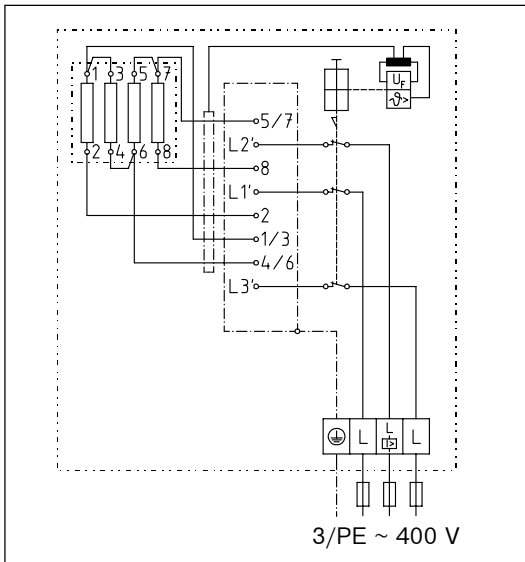 1 3 5 7
2 4 6 8
U_F
ϑ>
5/7
L2'
8
L1'
2
1/3
4/6
L3'
L L L
I>
3/PE ~ 400 V